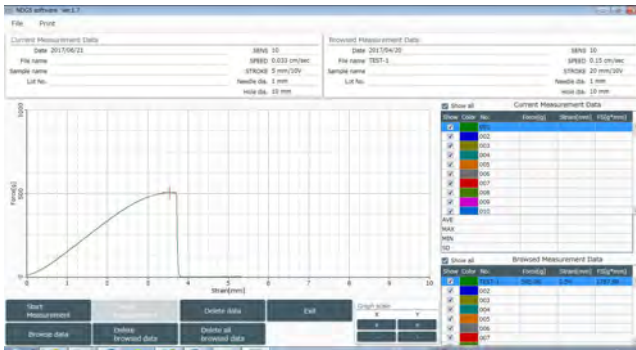 NDGS software ver.1.7.
File Print
Current Measurement Data
Date 2017/06/21 SENS 10
File name SPEED 0.033 cm/sec
Sample name STROKE 5 mm/10V
Lot No. Needle dia. 1 mm
Hole dia. 10 mm
Browsed Measurement Data
Date 2017/04/20 SENS 10
File name TEST-1 SPEED 0.15 cm/sec
Sample name STROKE 20 mm/10V
Lot No. Needle dia. 1 mm
Hole dia. 10 mm
Force[g]
1000
500
0
0 1 2 3 4 5 6 7 8 9 10
Strain[mm]
Show all Current Measurement Data
Show Color No. Force[g] Strain[mm] FS[g*mm]
001
002
003
004
005
006
007
008
009
010
AVE
MAX
MIN
SD
Show all Browsed Measurement Data
Show Color No. Force[g] Strain[mm] FS[g*mm]
TEST-1
002
003
004
005
006
007
Start Measurement
Delete data
Exit
Browse data
Delete browsed data
Delete all browsed data
Graph scale
X Y
+ +
- -